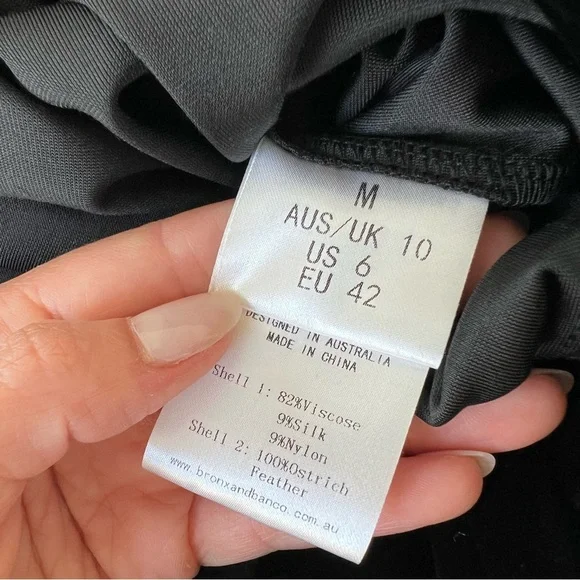 M
AUS/UK 10
US 6
EU 42
DESIGNED IN AUSTRALIA
MADE IN CHINA
Shell 1: 82%Viscose
9%Silk
9%Nylon
Shell 2: 100%Ostrich
Feather
www.bronxandbanco.com.au